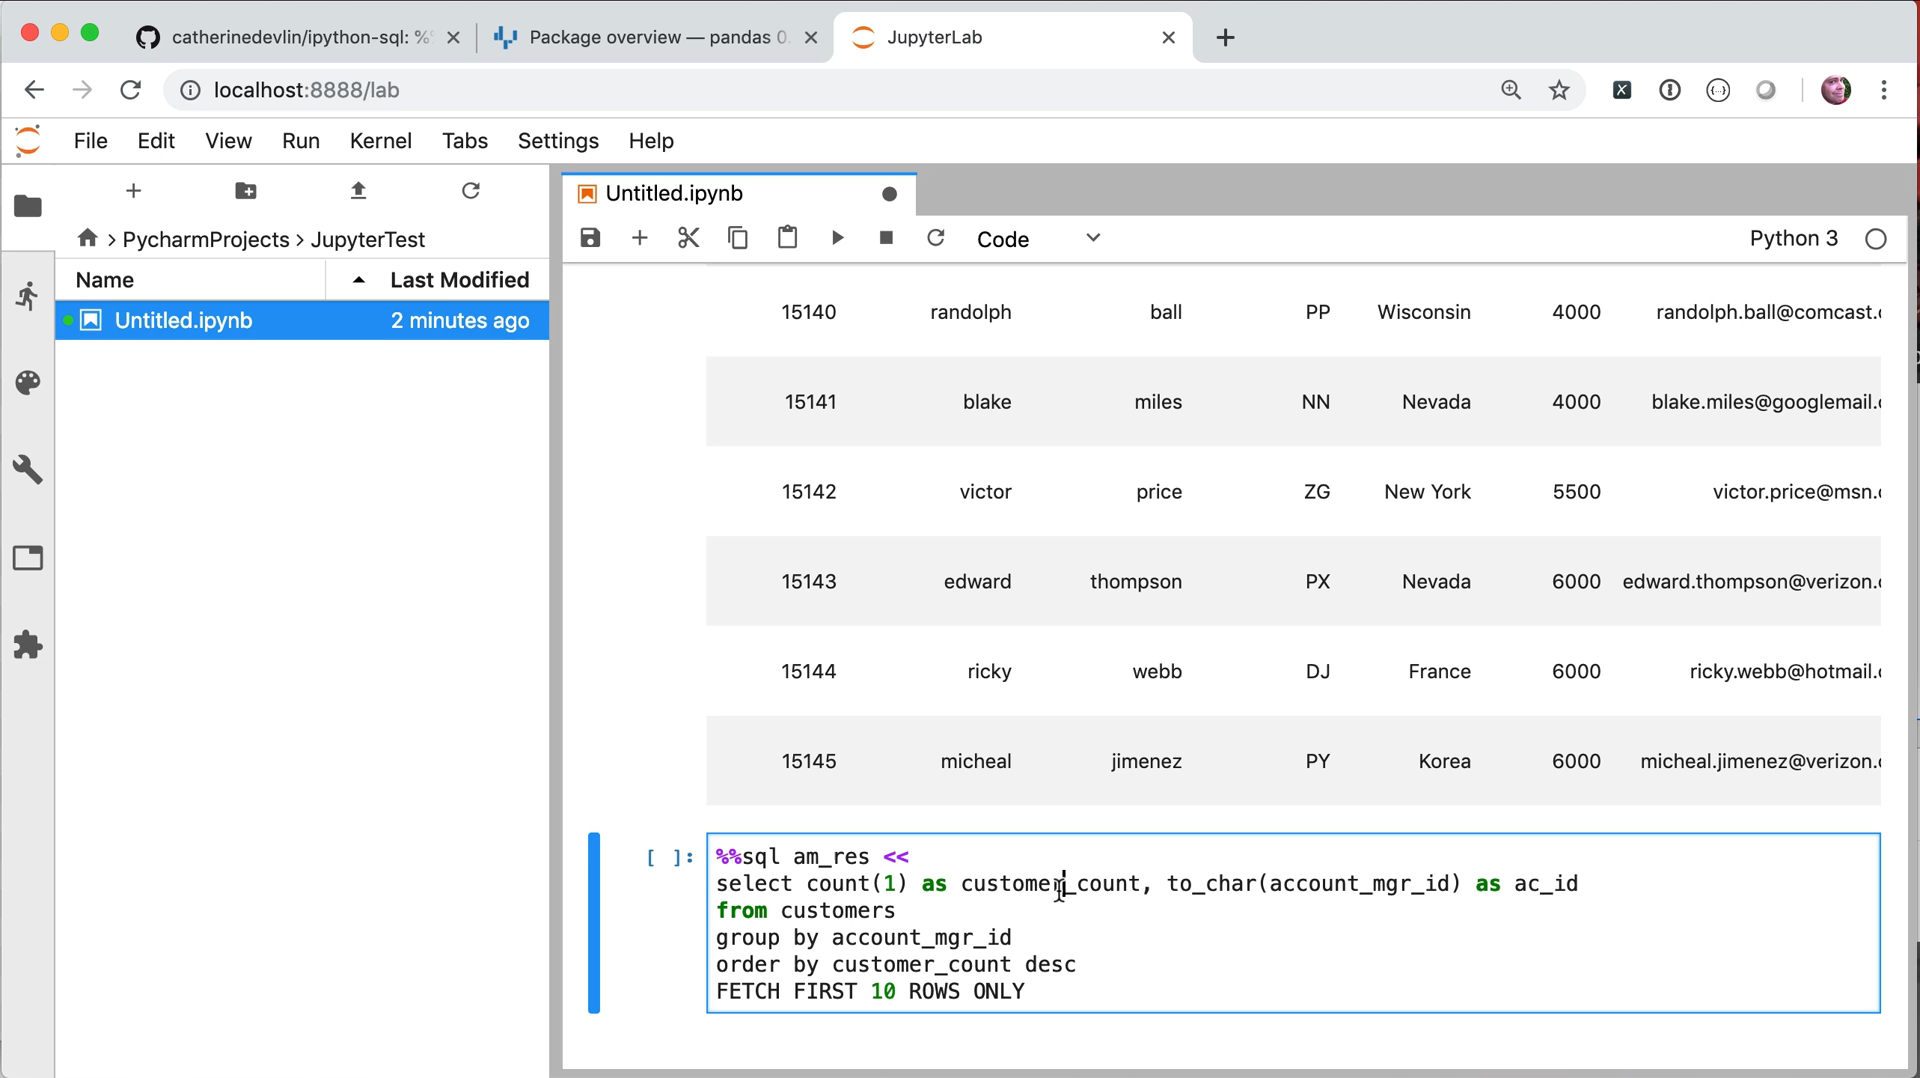 catherinedevlin/ipython-sql: %
Package overview — pandas 0.
JupyterLab
localhost:8888/lab
File Edit View Run Kernel Tabs Settings Help
PycharmProjects > JupyterTest
Name Last Modified
Untitled.ipynb 2 minutes ago
Untitled.ipynb
Code
Python 3
15140 randolph ball PP Wisconsin 4000 randolph.ball@comcast.
15141 blake miles NN Nevada 4000 blake.miles@googlemail.
15142 victor price ZG New York 5500 victor.price@msn.
15143 edward thompson PX Nevada 6000 edward.thompson@verizon.
15144 ricky webb DJ France 6000 ricky.webb@hotmail.
15145 micheal jimenez PY Korea 6000 micheal.jimenez@verizon.
[ ]:
%%sql am_res <<
select count(1) as customer_count, to_char(account_mgr_id) as ac_id
from customers
group by account_mgr_id
order by customer_count desc
FETCH FIRST 10 ROWS ONLY